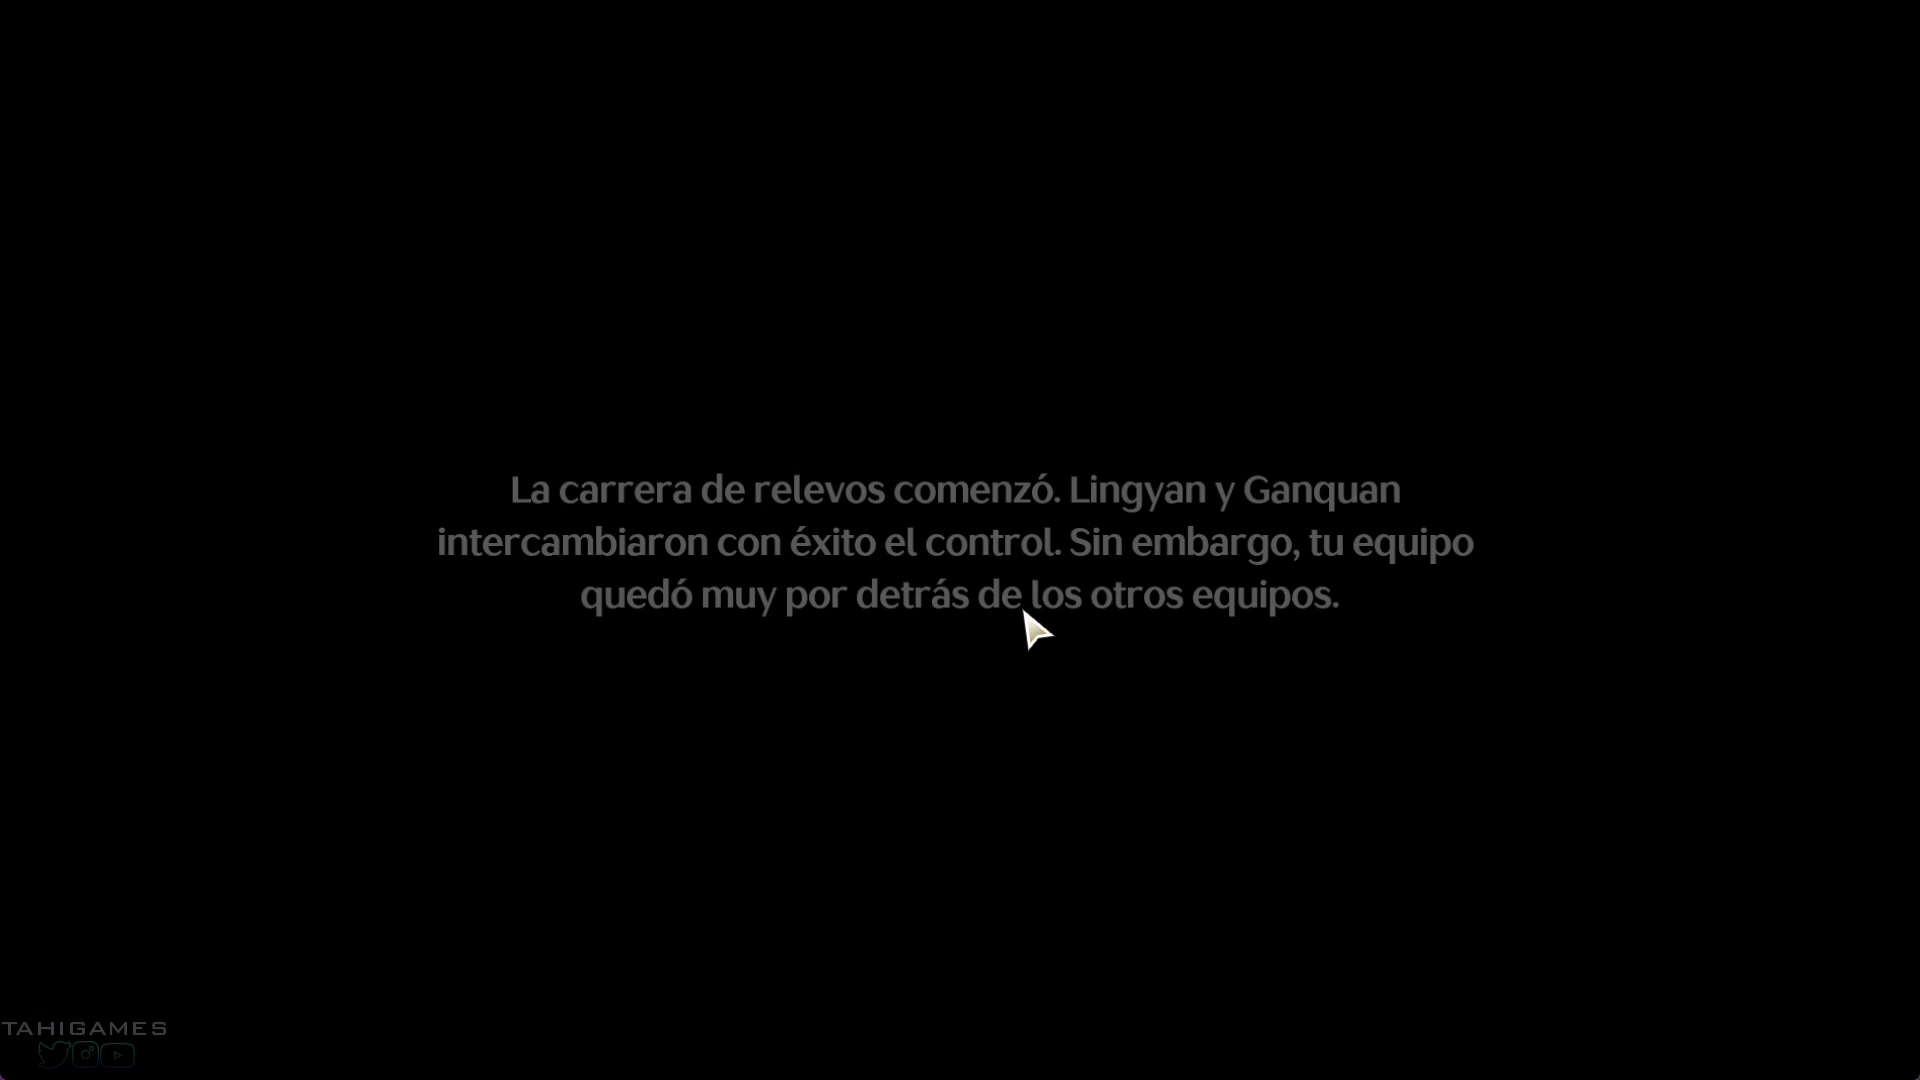 La carrera de relevos comenzó. Lingyan y Ganquan
intercambiaron con éxito el control. Sin embargo, tu equipo
quedó muy por detrás de los otros equipos.
TAHIGAMES